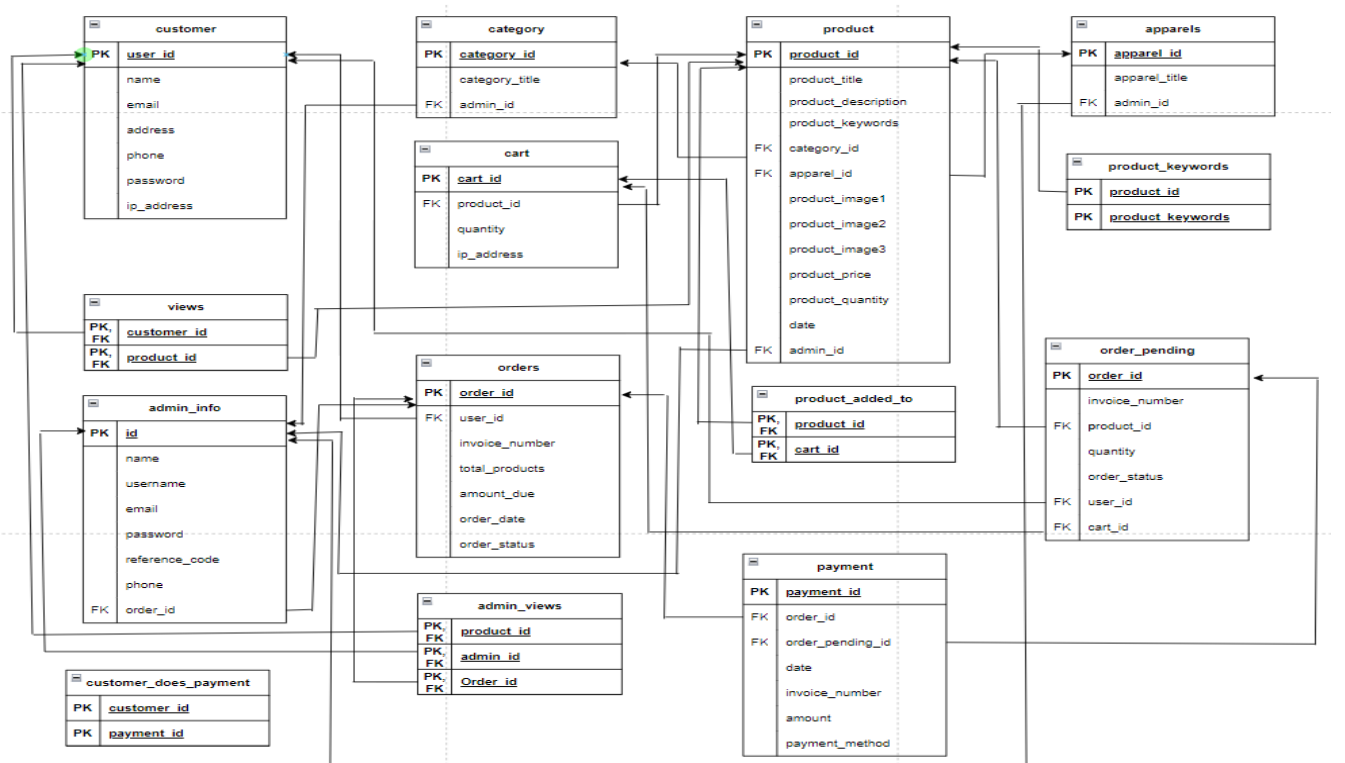 customer
PK user_id
name
email
address
phone
password
ip_address
category
PK category_id
category_title
FK admin_id
cart
PK cart_id
FK product_id
quantity
ip_address
product
PK product_id
product_title
product_description
product_keywords
FK category_id
FK apparel_id
product_image1
product_image2
product_image3
product_price
product_quantity
date
FK admin_id
apparels
PK apparel_id
apparel_title
FK admin_id
product_keywords
PK product_id
PK product_keywords
views
PK, FK customer_id
PK, FK product_id
admin_info
PK id
name
username
email
password
reference_code
phone
FK order_id
orders
PK order_id
FK user_id
invoice_number
total_products
amount_due
order_date
order_status
product_added_to
PK, FK product_id
PK, FK cart_id
order_pending
PK order_id
invoice_number
FK product_id
quantity
order_status
FK user_id
FK cart_id
admin_views
PK, FK product_id
PK, FK admin_id
PK, FK Order_id
payment
PK payment_id
FK order_id
FK order_pending_id
date
invoice_number
amount
payment_method
customer_does_payment
PK customer_id
PK payment_id